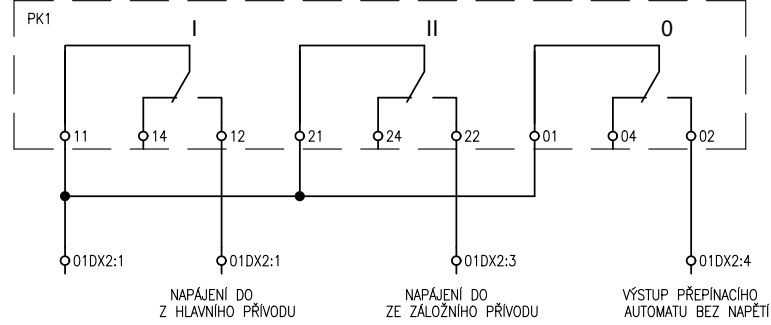 PK1
I II 0
11 14 12 21 24 22 01 04 02
01DX2:1 01DX2:1 01DX2:3 01DX2:4
NAPÁJENÍ DO
Z HLAVNÍHO PŘÍVODU
NAPÁJENÍ DO
ZE ZÁLOŽNÍHO PŘÍVODU
VÝSTUP PŘEPÍNACÍHO
AUTOMATU BEZ NAPĚTÍ